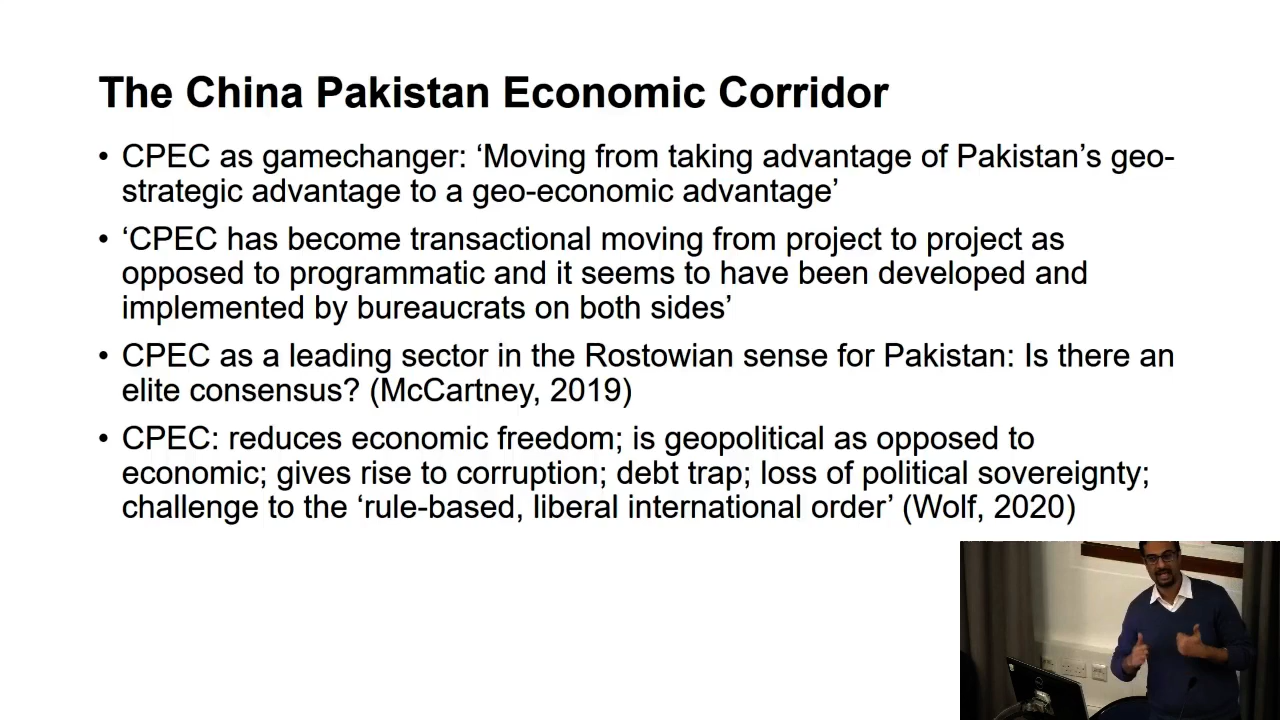 The China Pakistan Economic Corridor
• CPEC as gamechanger: ‘Moving from taking advantage of Pakistan’s geo-
strategic advantage to a geo-economic advantage’
• ‘CPEC has become transactional moving from project to project as
opposed to programmatic and it seems to have been developed and
implemented by bureaucrats on both sides’
• CPEC as a leading sector in the Rostowian sense for Pakistan: Is there an
elite consensus? (McCartney, 2019)
• CPEC: reduces economic freedom; is geopolitical as opposed to
economic; gives rise to corruption; debt trap; loss of political sovereignty;
challenge to the ‘rule-based, liberal international order’ (Wolf, 2020)